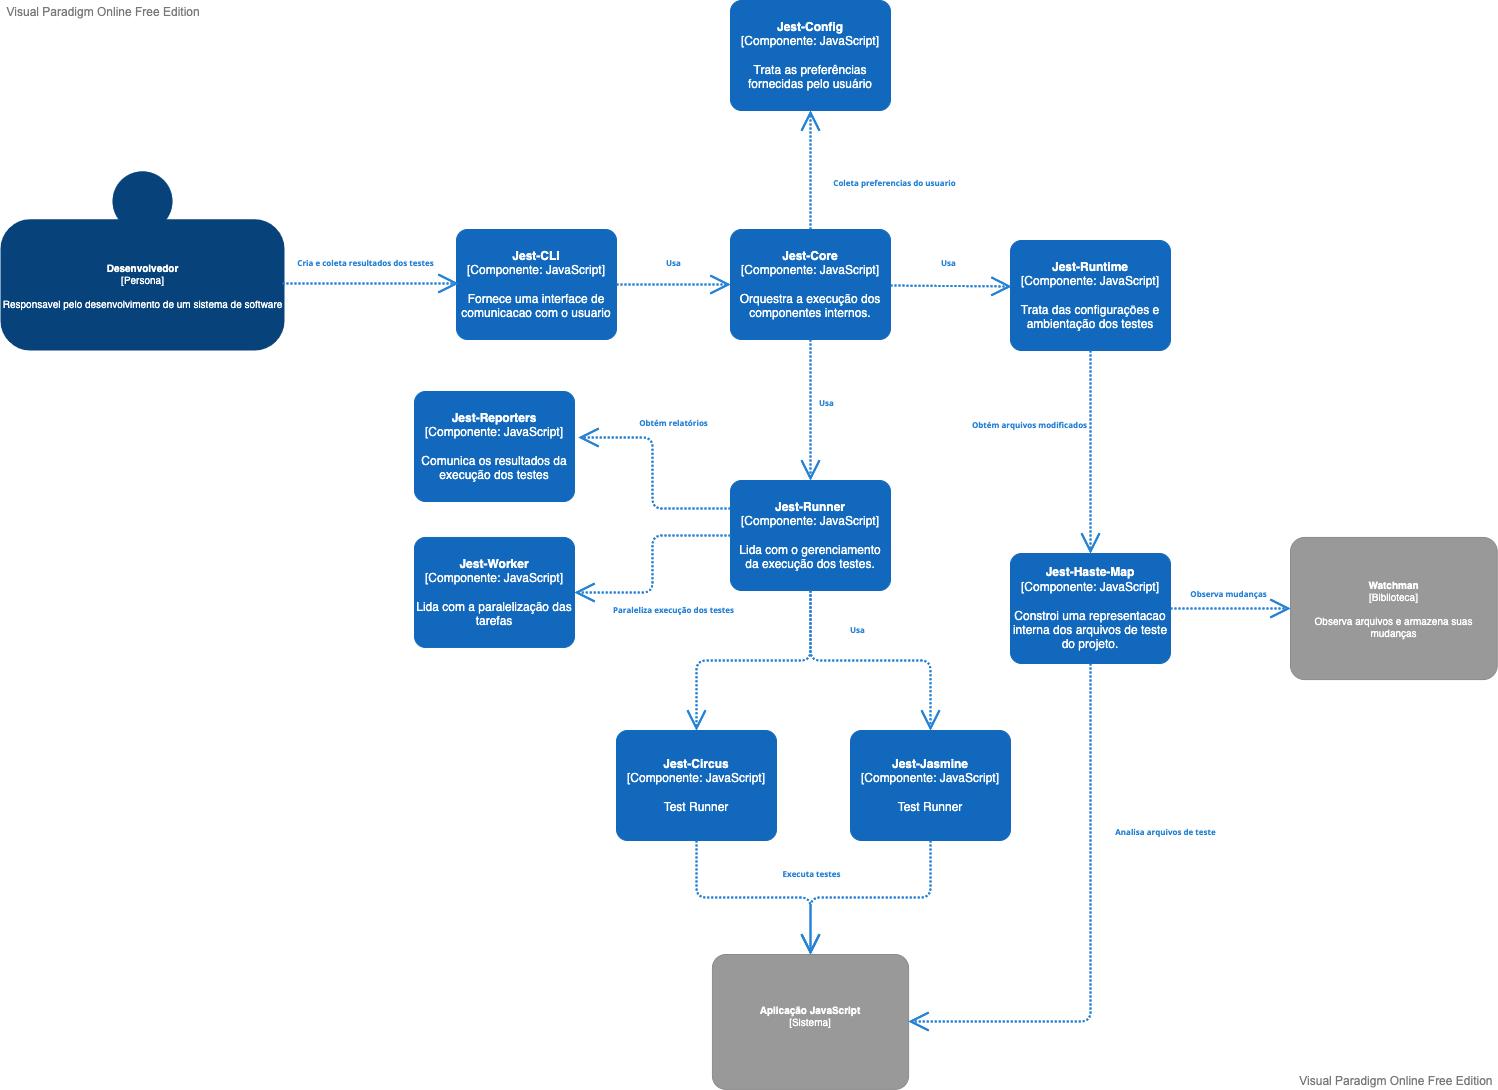 Visual Paradigm Online Free Edition
Jest-Config
[Componente: JavaScript]
Trata as preferências
fornecidas pelo usuário
Coleta preferencias do usuario
Desenvolvedor
[Persona]
Responsavel pelo desenvolvimento de um sistema de software
Cria e coleta resultados dos testes
Jest-CLI
[Componente: JavaScript]
Fornece uma interface de
comunicacao com o usuario
Usa
Jest-Core
[Componente: JavaScript]
Orquestra a execução dos
componentes internos.
Usa
Jest-Runtime
[Componente: JavaScript]
Trata das configurações e
ambientação dos testes
Usa
Jest-Reporters
[Componente: JavaScript]
Comunica os resultados da
execução dos testes
Obtém relatórios
Obtém arquivos modificados
Jest-Runner
[Componente: JavaScript]
Lida com o gerenciamento
da execução dos testes.
Jest-Worker
[Componente: JavaScript]
Lida com a paralelização das
tarefas
Paraleliza execução dos testes
Usa
Jest-Haste-Map
[Componente: JavaScript]
Constroi uma representacao
interna dos arquivos de teste
do projeto.
Observa mudanças
Watchman
[Biblioteca]
Observa arquivos e armazena suas
mudanças
Jest-Circus
[Componente: JavaScript]
Test Runner
Jest-Jasmine
[Componente: JavaScript]
Test Runner
Analisa arquivos de teste
Executa testes
Aplicação JavaScript
[Sistema]
Visual Paradigm Online Free Edition